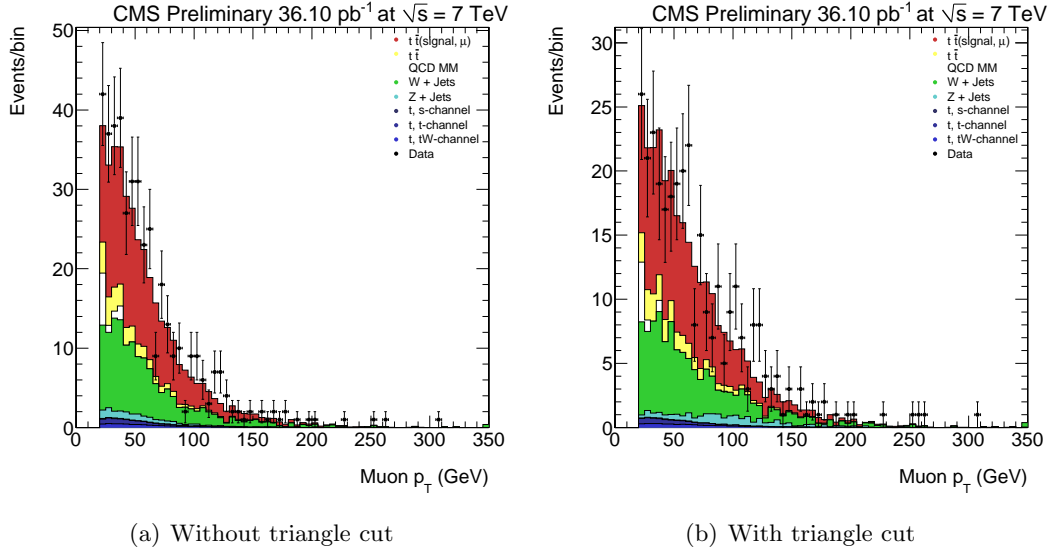 CMS Preliminary 36.10 pb⁻¹ at √s = 7 TeV
Events/bin
50
40
30
20
10
0
0 50 100 150 200 250 300 350
Muon p_T (GeV)
t t̄(signal, μ)
t t̄
QCD MM
W + Jets
Z + Jets
t, s-channel
t, t-channel
t, tW-channel
Data
(a) Without triangle cut
CMS Preliminary 36.10 pb⁻¹ at √s = 7 TeV
Events/bin
30
25
20
15
10
5
0
0 50 100 150 200 250 300 350
Muon p_T (GeV)
t t̄(signal, μ)
t t̄
QCD MM
W + Jets
Z + Jets
t, s-channel
t, t-channel
t, tW-channel
Data
(b) With triangle cut